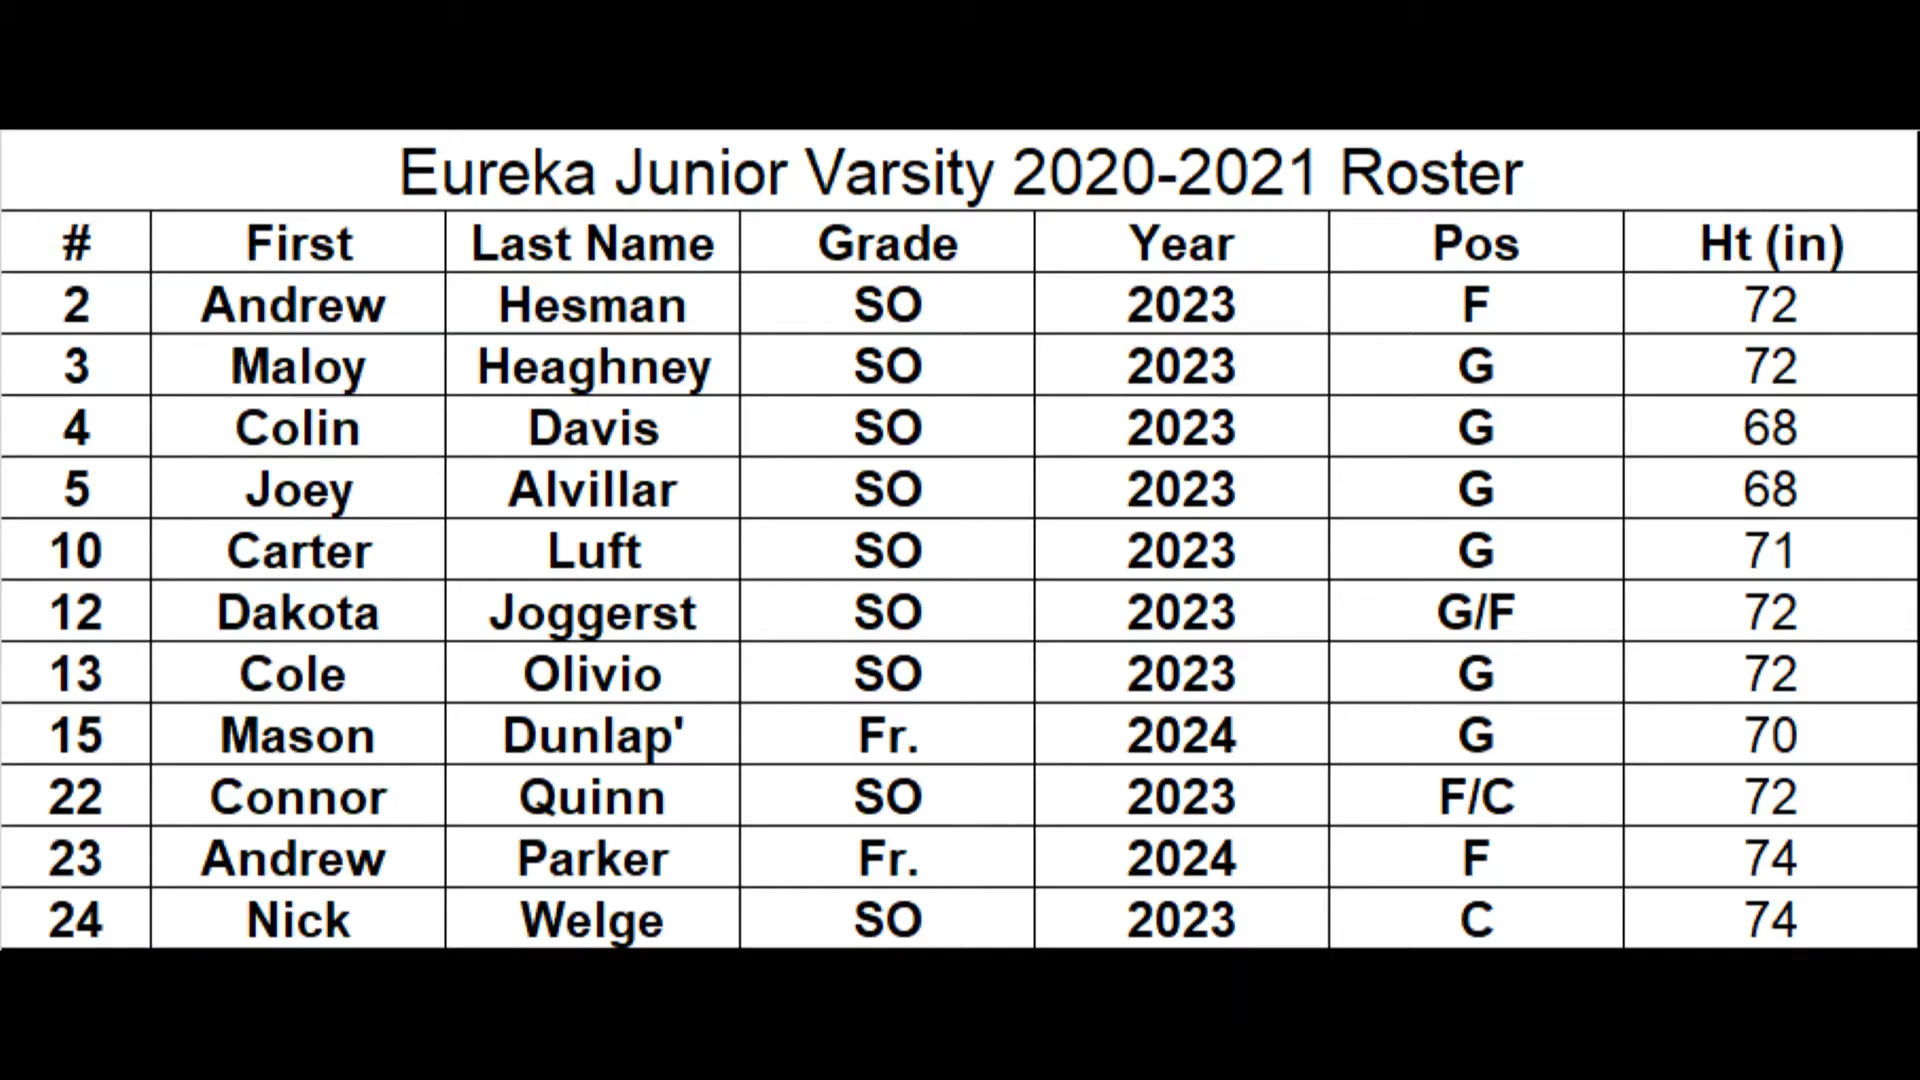 Eureka Junior Varsity 2020-2021 Roster
# First Last Name Grade Year Pos Ht (in)
2 Andrew Hesman SO 2023 F 72
3 Maloy Heaghney SO 2023 G 72
4 Colin Davis SO 2023 G 68
5 Joey Alvillar SO 2023 G 68
10 Carter Luft SO 2023 G 71
12 Dakota Joggerst SO 2023 G/F 72
13 Cole Olivio SO 2023 G 72
15 Mason Dunlap' Fr. 2024 G 70
22 Connor Quinn SO 2023 F/C 72
23 Andrew Parker Fr. 2024 F 74
24 Nick Welge SO 2023 C 74